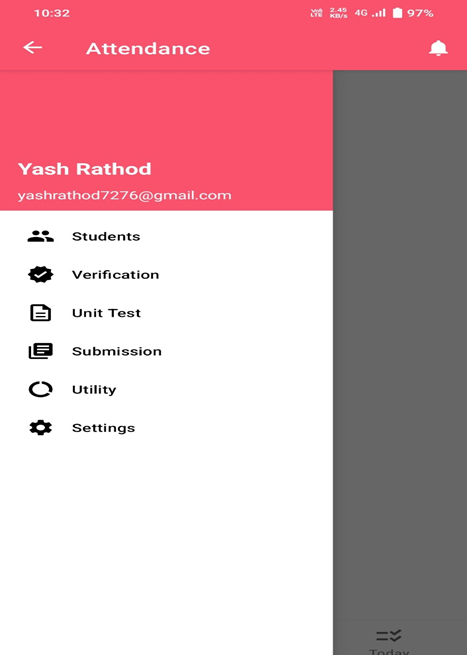 10:32
Vo) LTE 2.45 KB/s 4G 97%
Attendance
Yash Rathod
yashrathod7276@gmail.com
Students
Verification
Unit Test
Submission
Utility
Settings
Today